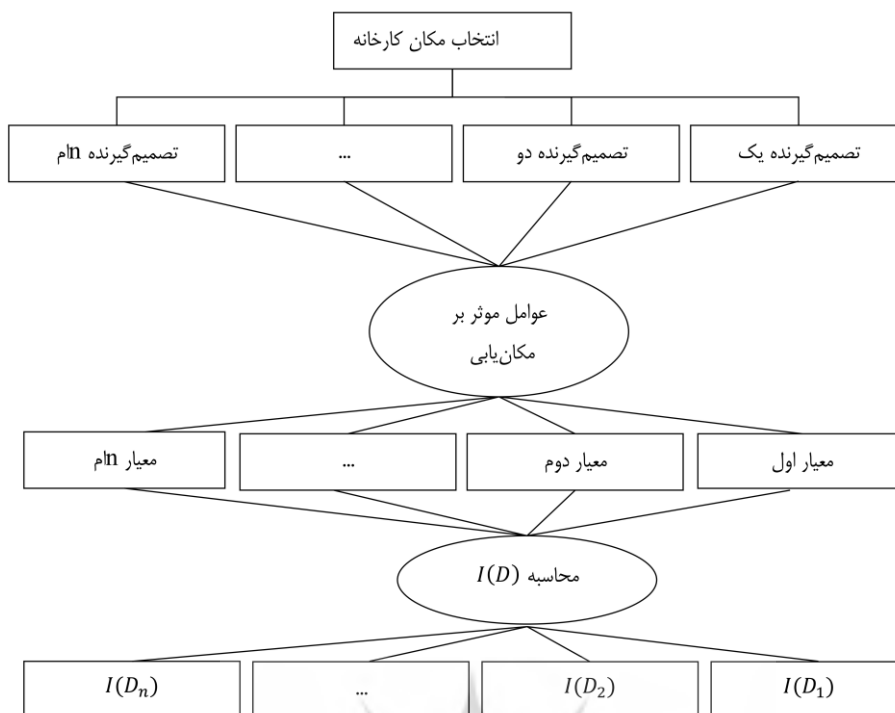 انتخاب مکان کارخانه
تصمیم‌گیرنده یک
تصمیم‌گیرنده دو
...
تصمیم‌گیرنده nام
عوامل موثر بر
مکان‌یابی
معیار اول
معیار دوم
...
معیار nام
محاسبه I(D)
I(D₁)
I(D₂)
...
I(Dₙ)